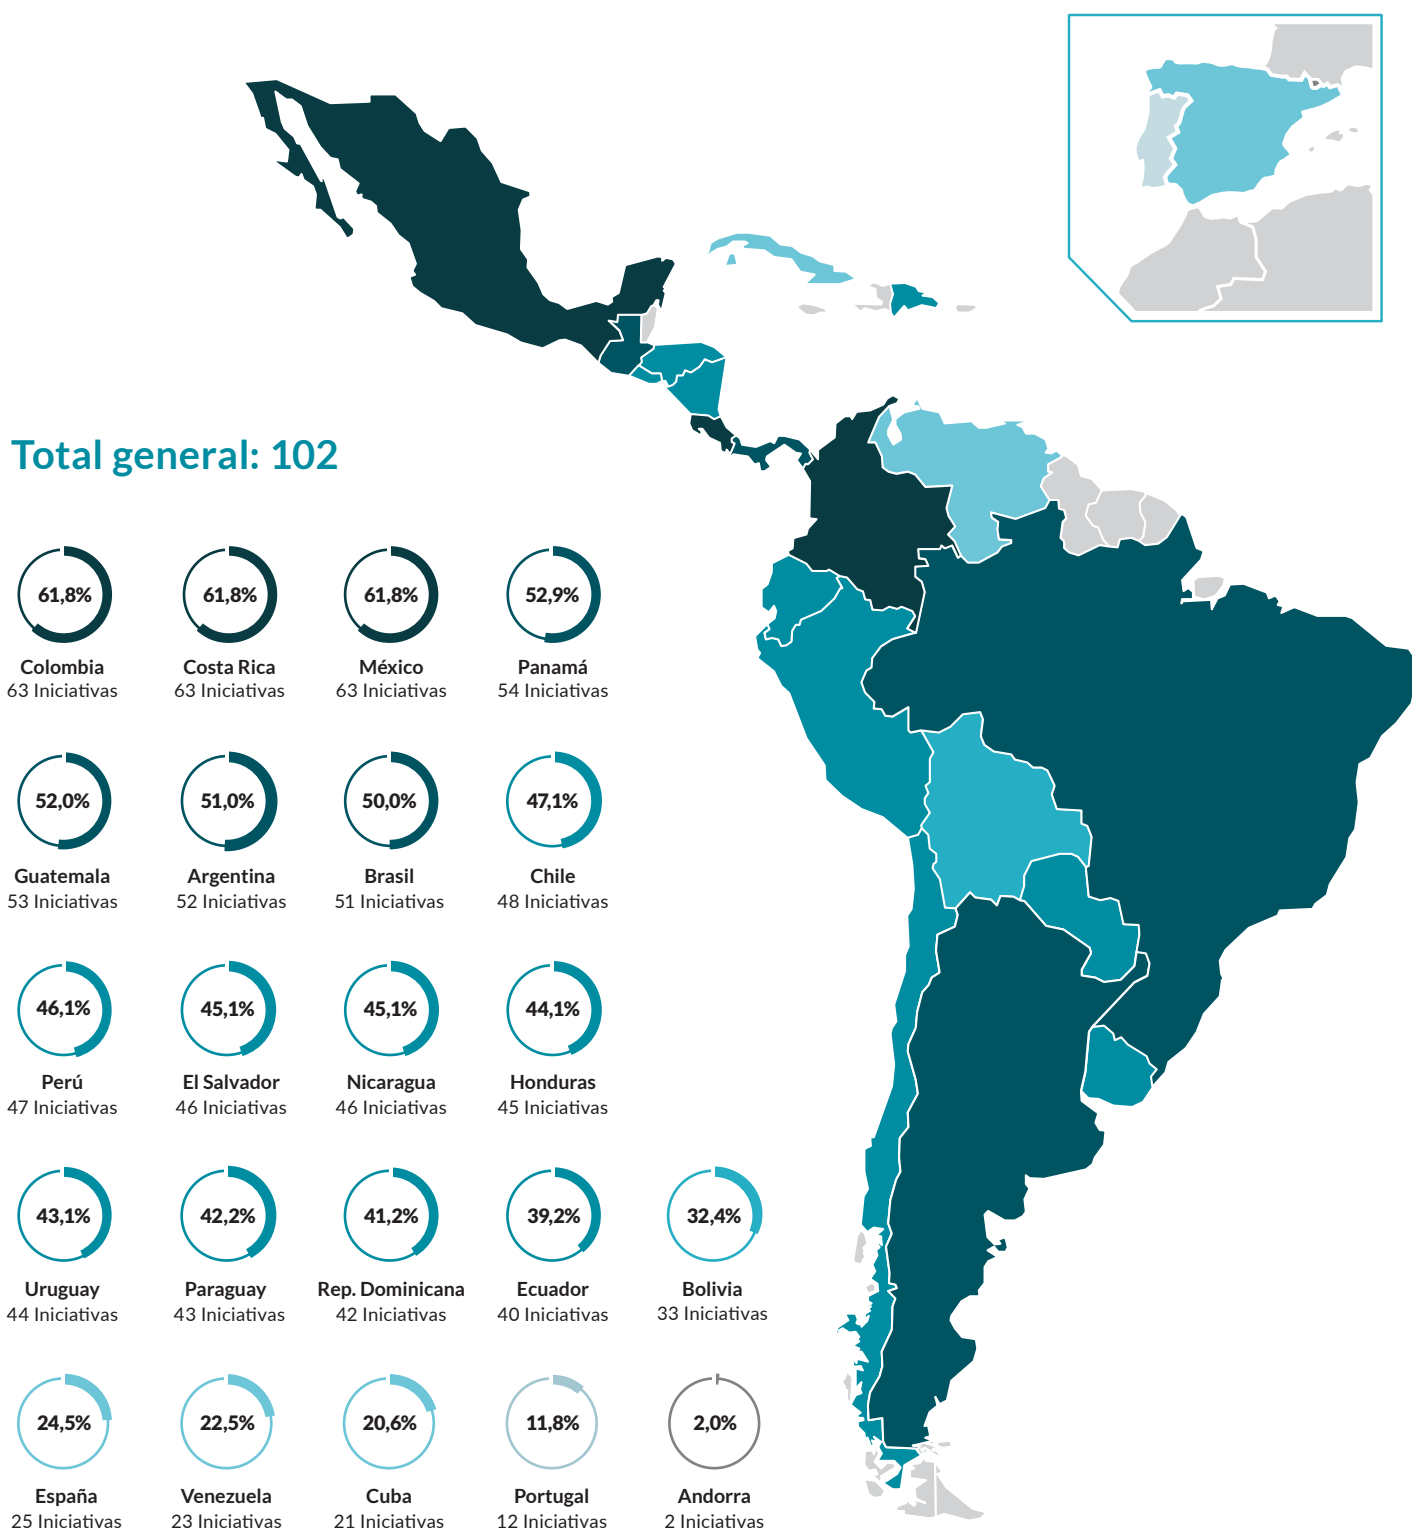 Total general: 102
61,8%
61,8%
61,8%
52,9%
Colombia
Costa Rica
México
Panamá
63 Iniciativas
63 Iniciativas
63 Iniciativas
54 Iniciativas
52,0%
51,0%
50,0%
47,1%
Guatemala
Argentina
Brasil
Chile
53 Iniciativas
52 Iniciativas
51 Iniciativas
48 Iniciativas
46,1%
45,1%
45,1%
44,1%
Perú
El Salvador
Nicaragua
Honduras
47 Iniciativas
46 Iniciativas
46 Iniciativas
45 Iniciativas
43,1%
42,2%
41,2%
39,2%
32,4%
Uruguay
Paraguay
Rep. Dominicana
Ecuador
Bolivia
44 Iniciativas
43 Iniciativas
42 Iniciativas
40 Iniciativas
33 Iniciativas
24,5%
22,5%
20,6%
11,8%
2,0%
España
Venezuela
Cuba
Portugal
Andorra
25 Iniciativas
23 Iniciativas
21 Iniciativas
12 Iniciativas
2 Iniciativas